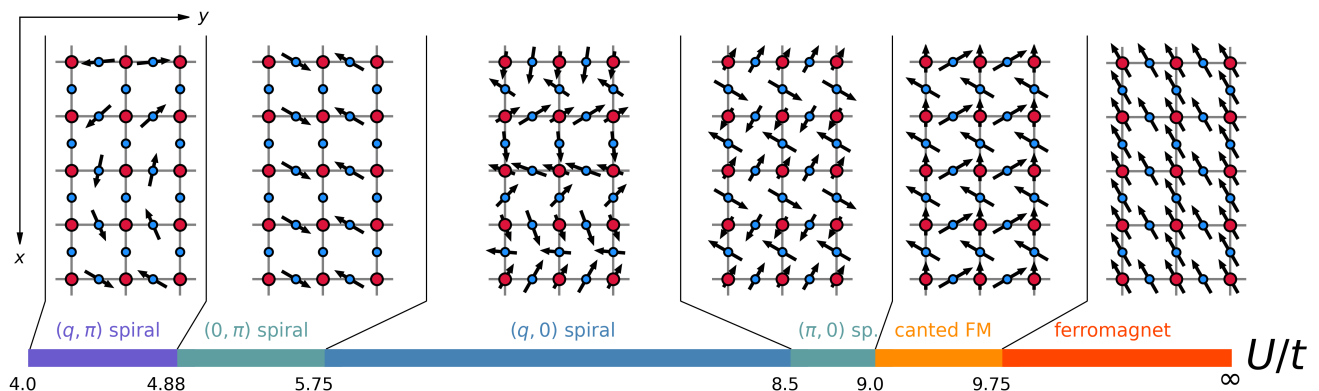 y
x
(q, π) spiral
(0, π) spiral
(q, 0) spiral
(π, 0) sp.
canted FM
ferromagnet
U/t
4.0
4.88
5.75
8.5
9.0
9.75
∞